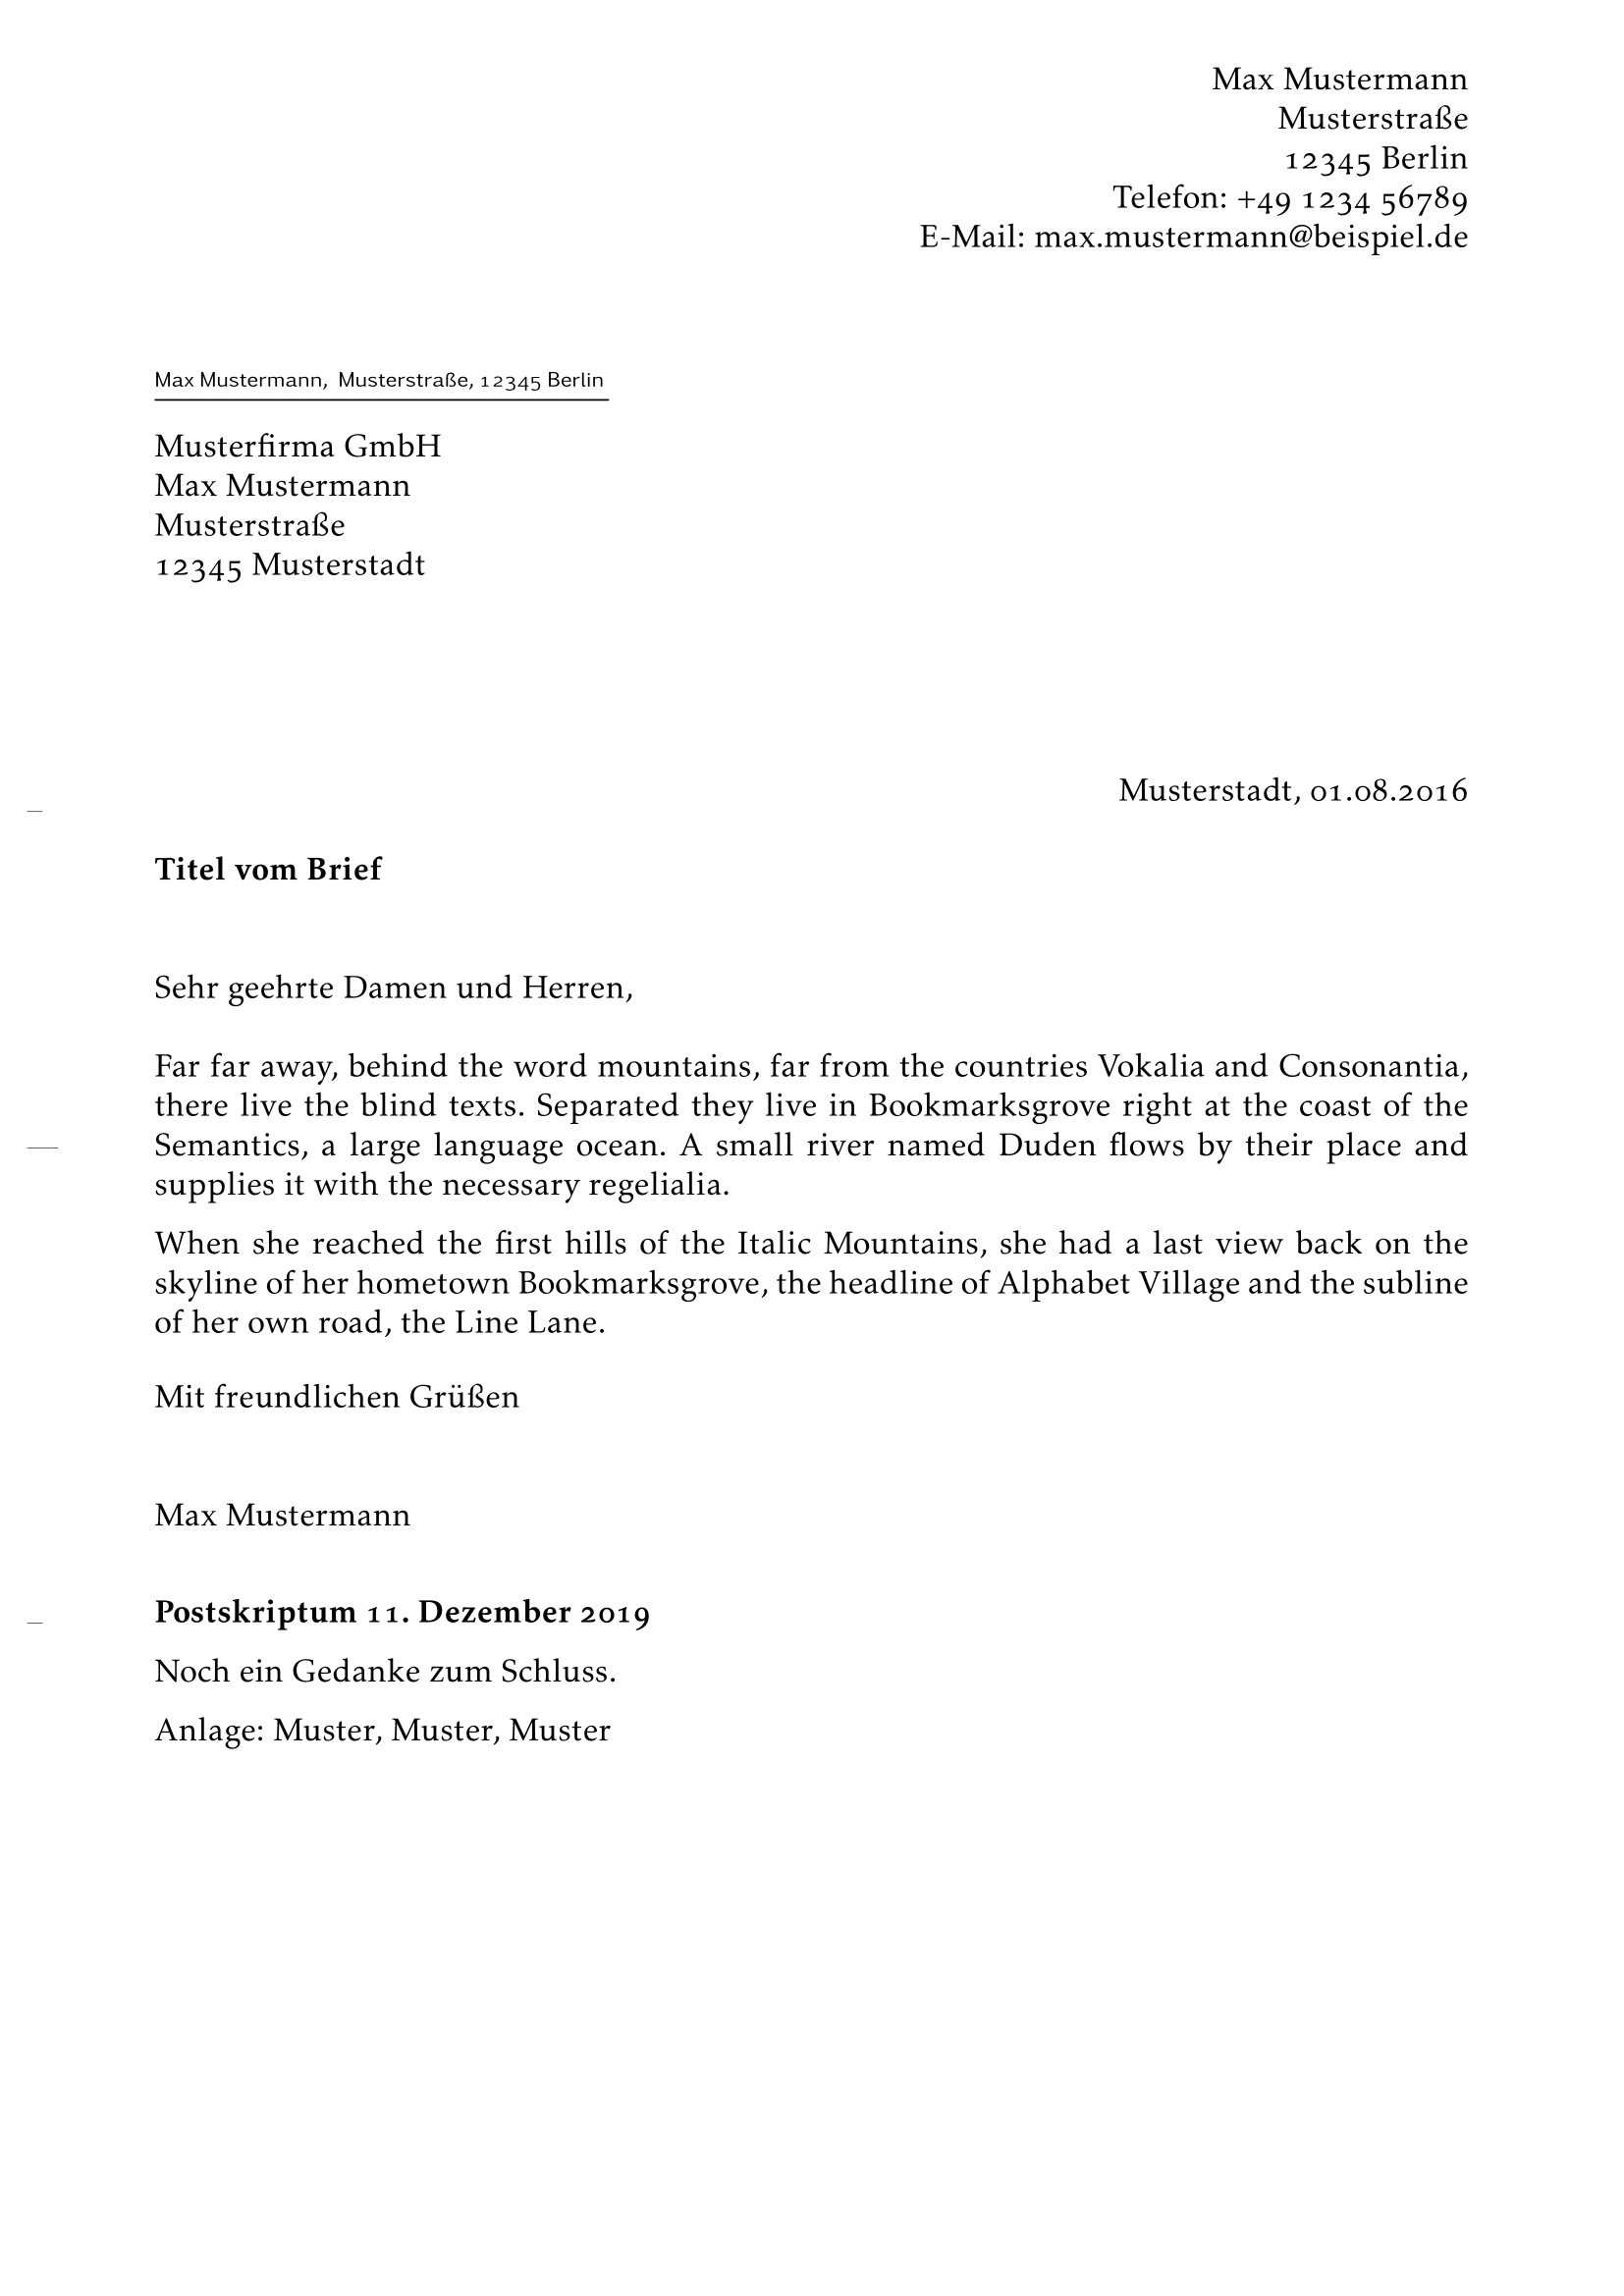 Max Mustermann
Musterstraße
12345 Berlin
Telefon: +49 1234 56789
E-Mail: max.mustermann@beispiel.de
Max Mustermann, Musterstraße, 12345 Berlin
Musterfirma GmbH
Max Mustermann
Musterstraße
12345 Musterstadt
Musterstadt, 01.08.2016
Titel vom Brief
Sehr geehrte Damen und Herren,
Far far away, behind the word mountains, far from the countries Vokalia and Consonantia,
there live the blind texts. Separated they live in Bookmarksgrove right at the coast of the
Semantics, a large language ocean. A small river named Duden flows by their place and
supplies it with the necessary regelialia.
When she reached the first hills of the Italic Mountains, she had a last view back on the
skyline of her hometown Bookmarksgrove, the headline of Alphabet Village and the subline
of her own road, the Line Lane.
Mit freundlichen Grüßen
Max Mustermann
Postskriptum 11. Dezember 2019
Noch ein Gedanke zum Schluss.
Anlage: Muster, Muster, Muster